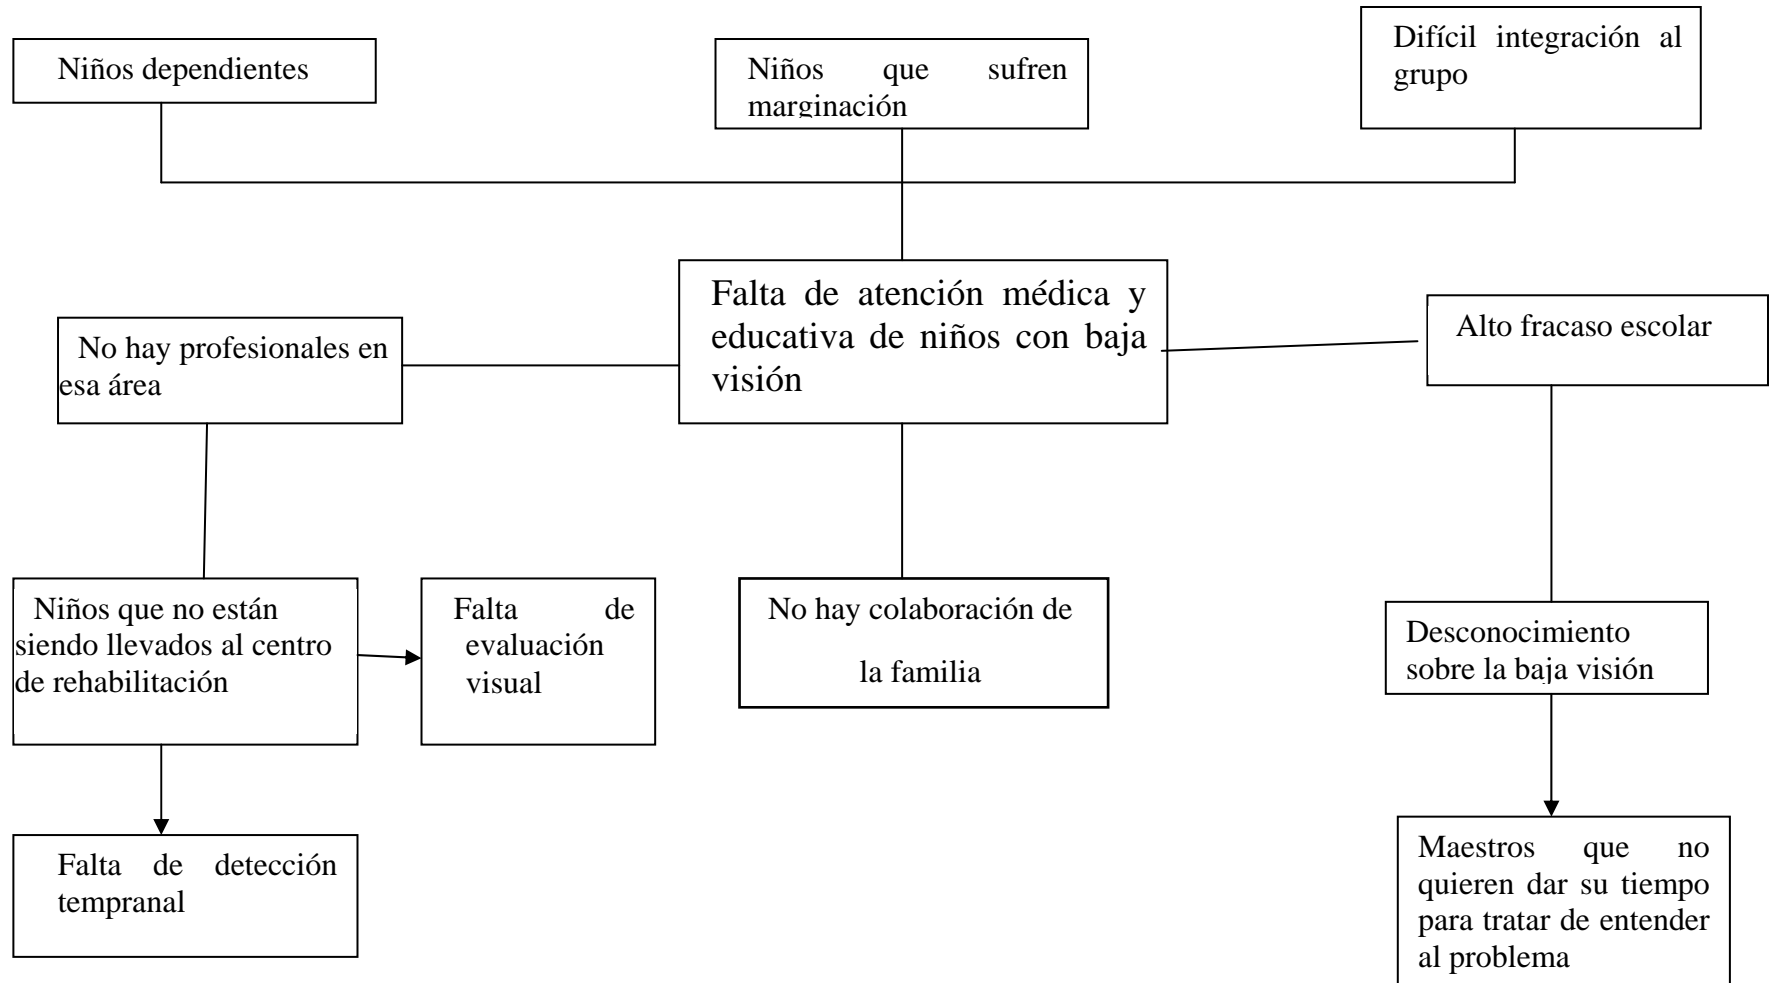 Niños dependientes
Niños que sufren
marginación
Difícil integración al
grupo
Falta de atención médica y
educativa de niños con baja
visión
No hay profesionales en
esa área
Alto fracaso escolar
Niños que no están
siendo llevados al centro
de rehabilitación
Falta de
evaluación
visual
No hay colaboración de
la familia
Desconocimiento
sobre la baja visión
Falta de detección
tempranal
Maestros que no
quieren dar su tiempo
para tratar de entender
al problema